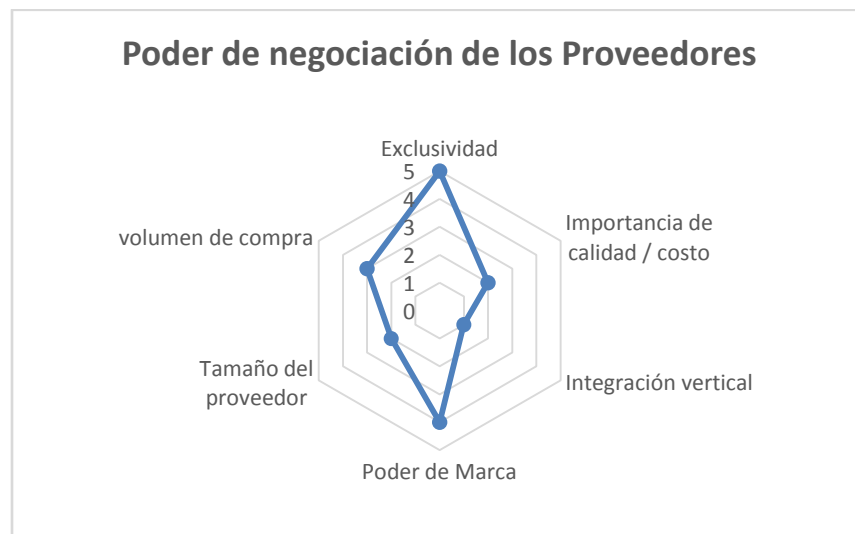 Poder de negociación de los Proveedores
Exclusividad
5
4
3
2
1
0
Importancia de
calidad / costo
Integración vertical
Poder de Marca
Tamaño del
proveedor
volumen de compra